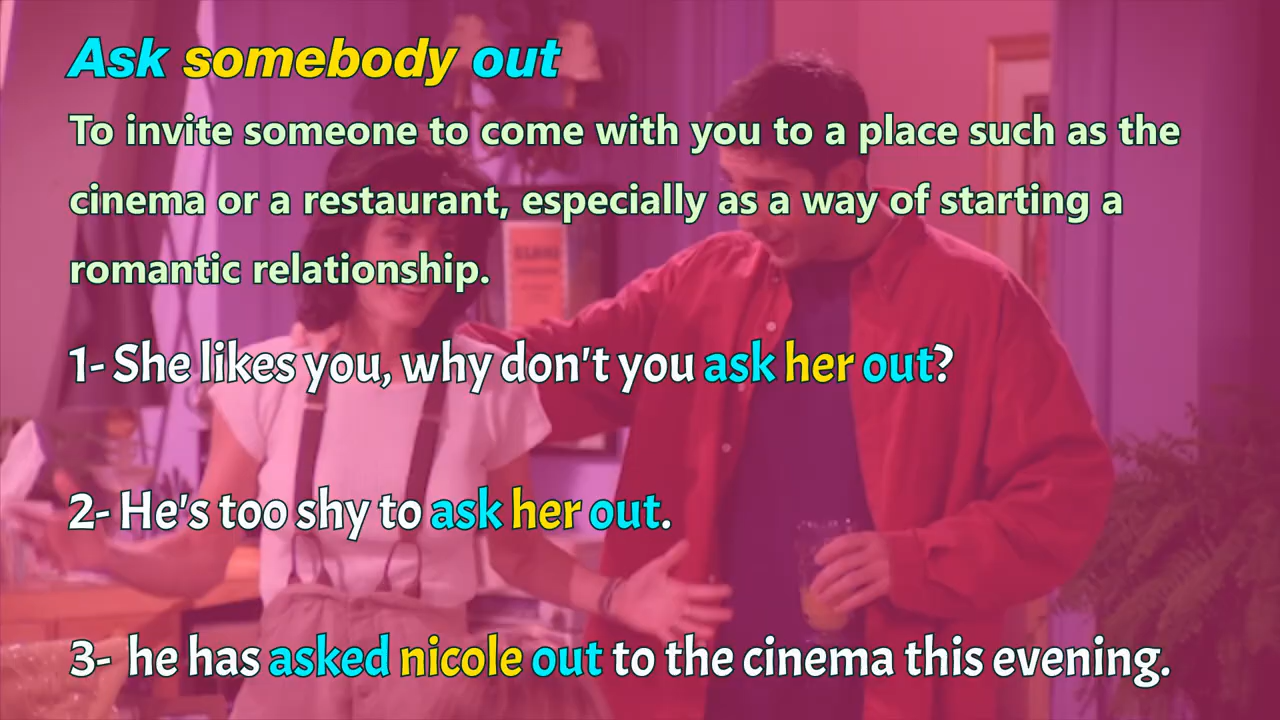 Ask somebody out
To invite someone to come with you to a place such as the
cinema or a restaurant, especially as a way of starting a
romantic relationship.
1- She likes you, why don't you ask her out?
2- He's too shy to ask her out.
3- he has asked nicole out to the cinema this evening.